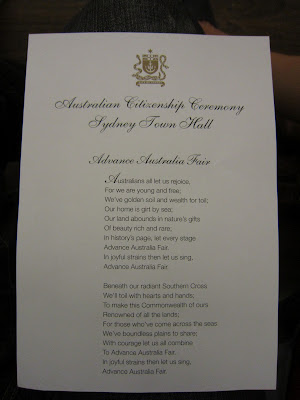 Australian Citizenship Ceremony
Sydney Town Hall
Advance Australia Fair
Australians all let us rejoice,
For we are young and free;
We've golden soil and wealth for toil;
Our home is girt by sea;
Our land abounds in nature's gifts
Of beauty rich and rare,
In history's page, let every stage
Advance Australia Fair.
In joyful strains then let us sing,
Advance Australia Fair.
Beneath our radiant Southern Cross
We'll toil with hearts and hands;
To make this Commonwealth of ours
Renowned of all the lands;
For those who've come across the seas
We've boundless plains to share;
With courage let us all combine
To Advance Australia Fair.
In joyful strains then let us sing,
Advance Australia Fair.